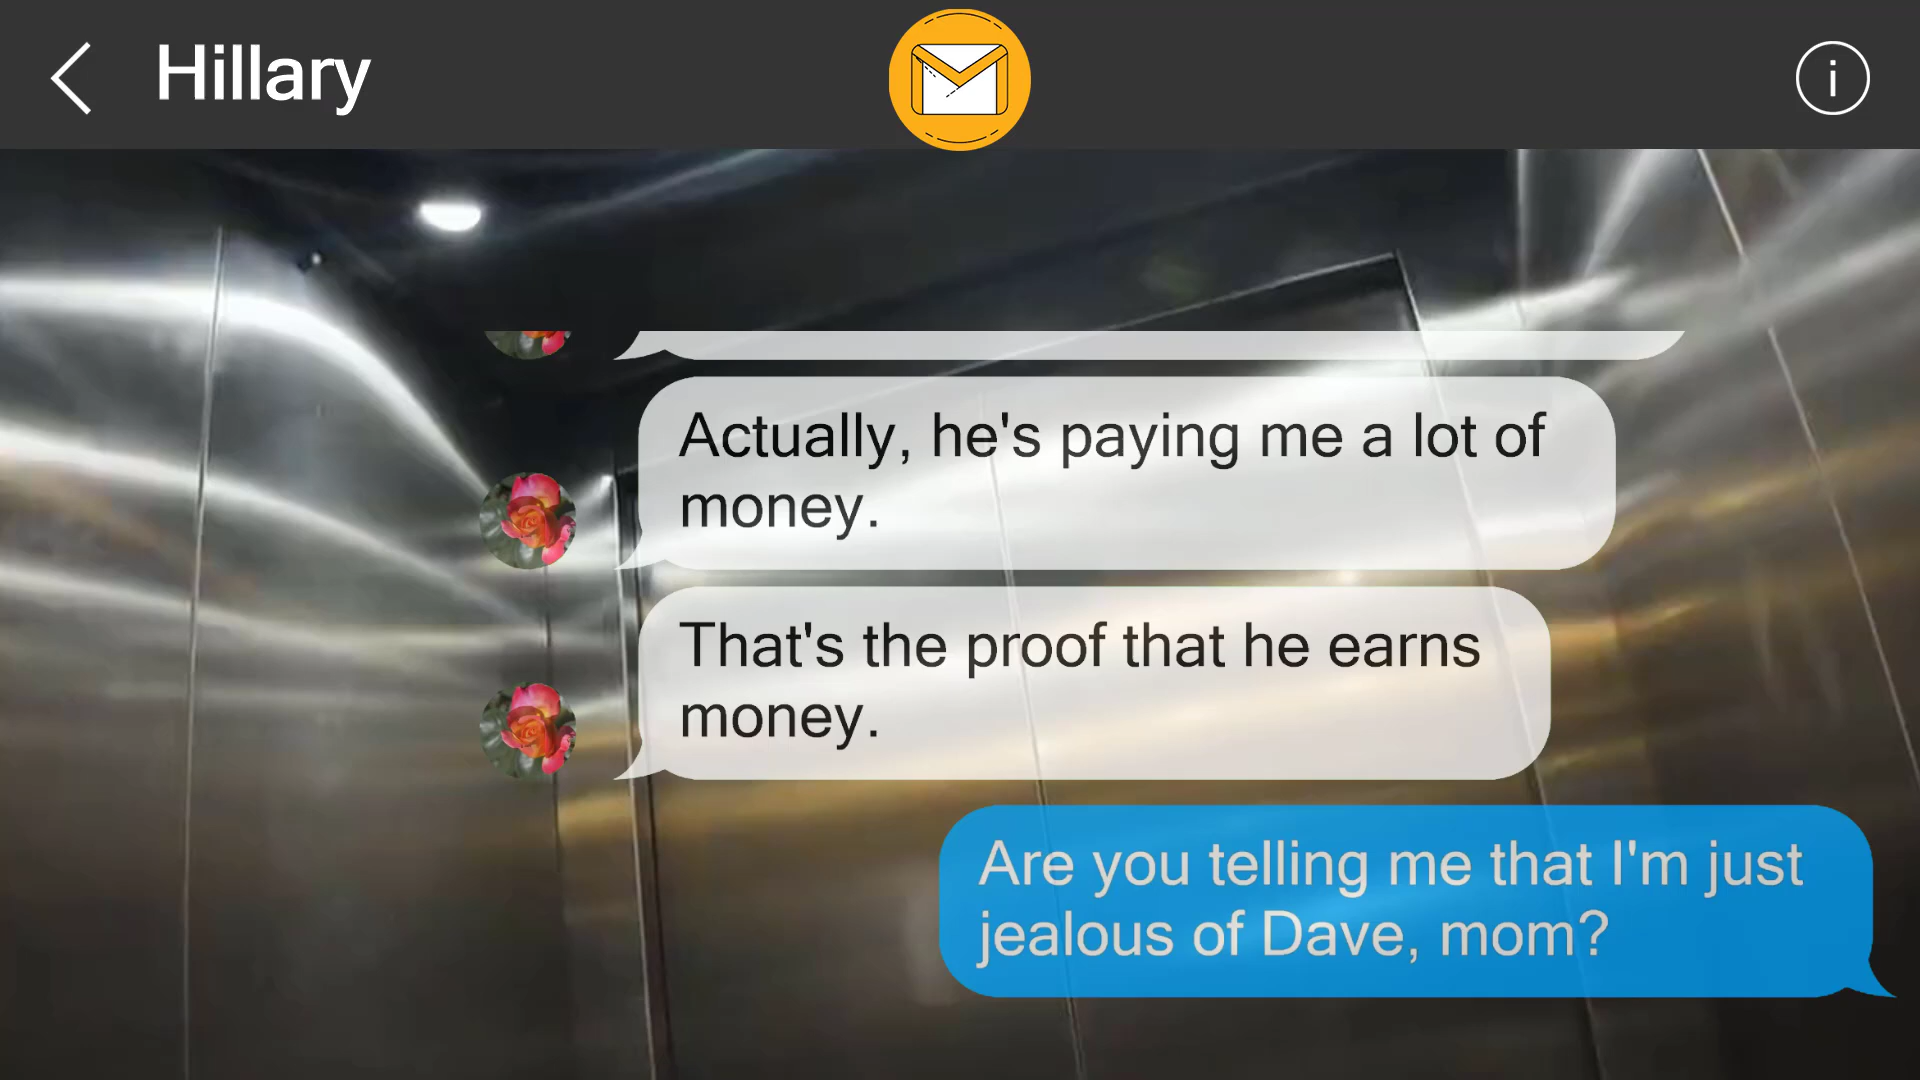 Hillary
i
Actually, he's paying me a lot of
money.
That's the proof that he earns
money.
Are you telling me that I'm just
jealous of Dave, mom?